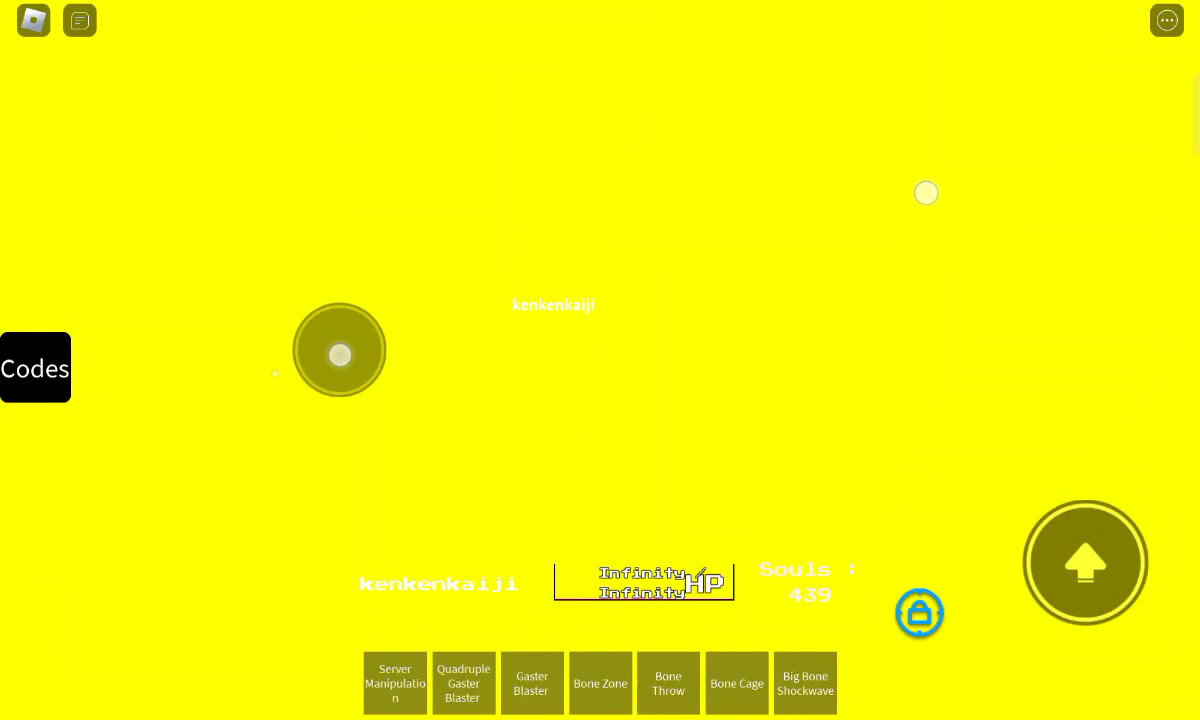 kenkenkaiji
Codes
kenkenkaiji
Infinity/
Infinity
HP
Souls :
439
Server
Manipulatio
n
Quadruple
Gaster
Blaster
Gaster
Blaster
Bone Zone
Bone
Throw
Bone Cage
Big Bone
Shockwave